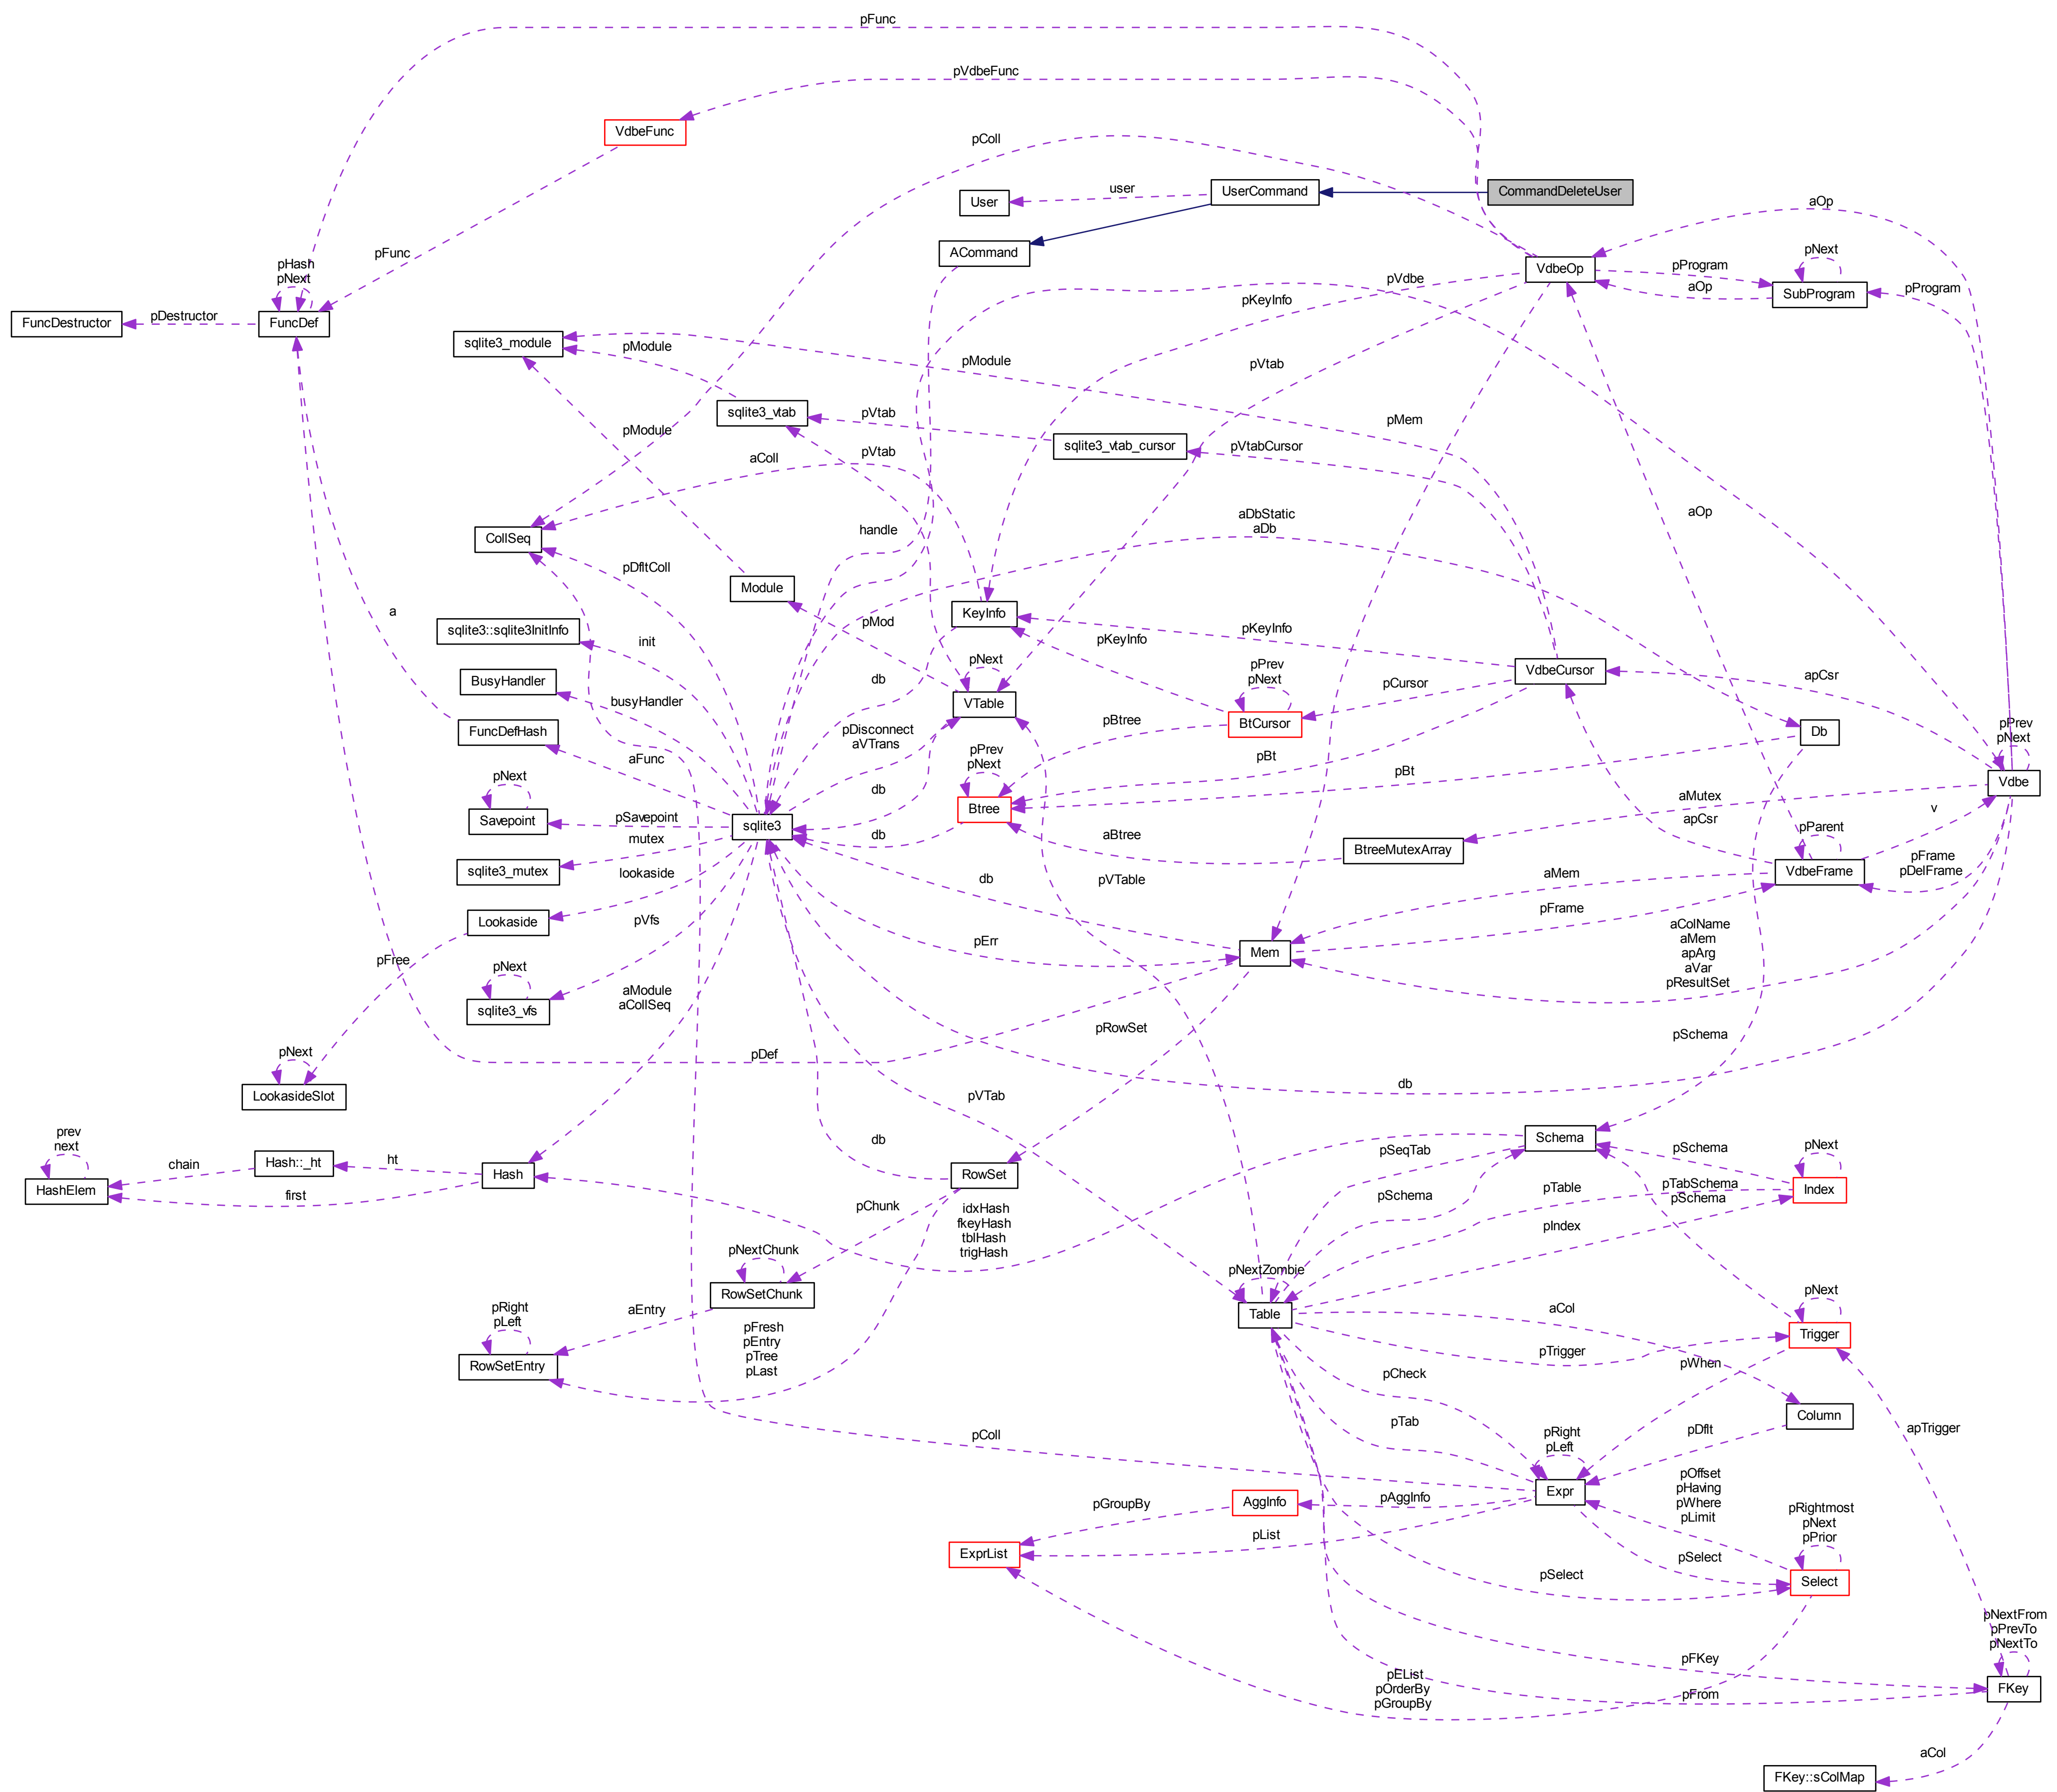 pFunc
pVdbeFunc
VdbeFunc
pColl
user
UserCommand
CommandDeleteUser
User
aOp
pFunc
ACommand
pHash
pNext
pVdbe
VdbeOp
pProgram
pNext
pProgram
SubProgram
aOp
FuncDestructor
pDestructor
FuncDef
pKeyInfo
sqlite3_module
pModule
pModule
pVtab
sqlite3_vtab
pVtab
pMem
pModule
sqlite3_vtab_cursor
pVtabCursor
aColl
pVtab
aDbStatic
aDb
aOp
CollSeq
handle
pDfltColl
Module
a
KeyInfo
sqlite3::sqlite3InitInfo
init
pMod
pKeyInfo
pKeyInfo
pNext
VdbeCursor
pPrev
pNext
pCursor
apCsr
BusyHandler
busyHandler
db
VTable
BtCursor
FuncDefHash
pDisconnect
aVTrans
pBtree
Db
pPrev
pNext
aFunc
pPrev
pNext
pBt
pBt
Vdbe
pNext
db
Btree
aMutex
apCsr
v
Savepoint
pSavepoint
sqlite3
db
aBtree
BtreeMutexArray
pParent
mutex
pFrame
pDelFrame
sqlite3_mutex
lookaside
db
pVTable
aMem
VdbeFrame
Lookaside
pVfs
pFrame
pErr
Mem
aColName
aMem
apArg
aVar
pResultSet
pFree
pNext
sqlite3_vfs
aModule
aCollSeq
pRowSet
pSchema
pNext
pDef
LookasideSlot
pVTab
db
prev
next
chain
Hash::_ht
ht
db
Schema
pSeqTab
pSchema
pNext
HashElem
first
Hash
RowSet
pSchema
pTable
pTabSchema
pSchema
Index
pChunk
idxHash
fkeyHash
tblHash
trigHash
pIndex
pNextChunk
pNextZombie
RowSetChunk
Table
aCol
pNext
pRight
pLeft
aEntry
Trigger
RowSetEntry
pFresh
pEntry
pTree
pLast
pTrigger
pWhen
pCheck
Column
pTab
pDflt
apTrigger
pColl
pRight
pLeft
Expr
pOffset
pHaving
pWhere
pLimit
pGroupBy
AggInfo
pAggInfo
pRightmost
pNext
pPrior
ExprList
pList
pSelect
pSelect
Select
pNextFrom
pPrevTo
pNextTo
pFKey
pEList
pOrderBy
pGroupBy
pFrom
FKey
aCol
FKey::sColMap